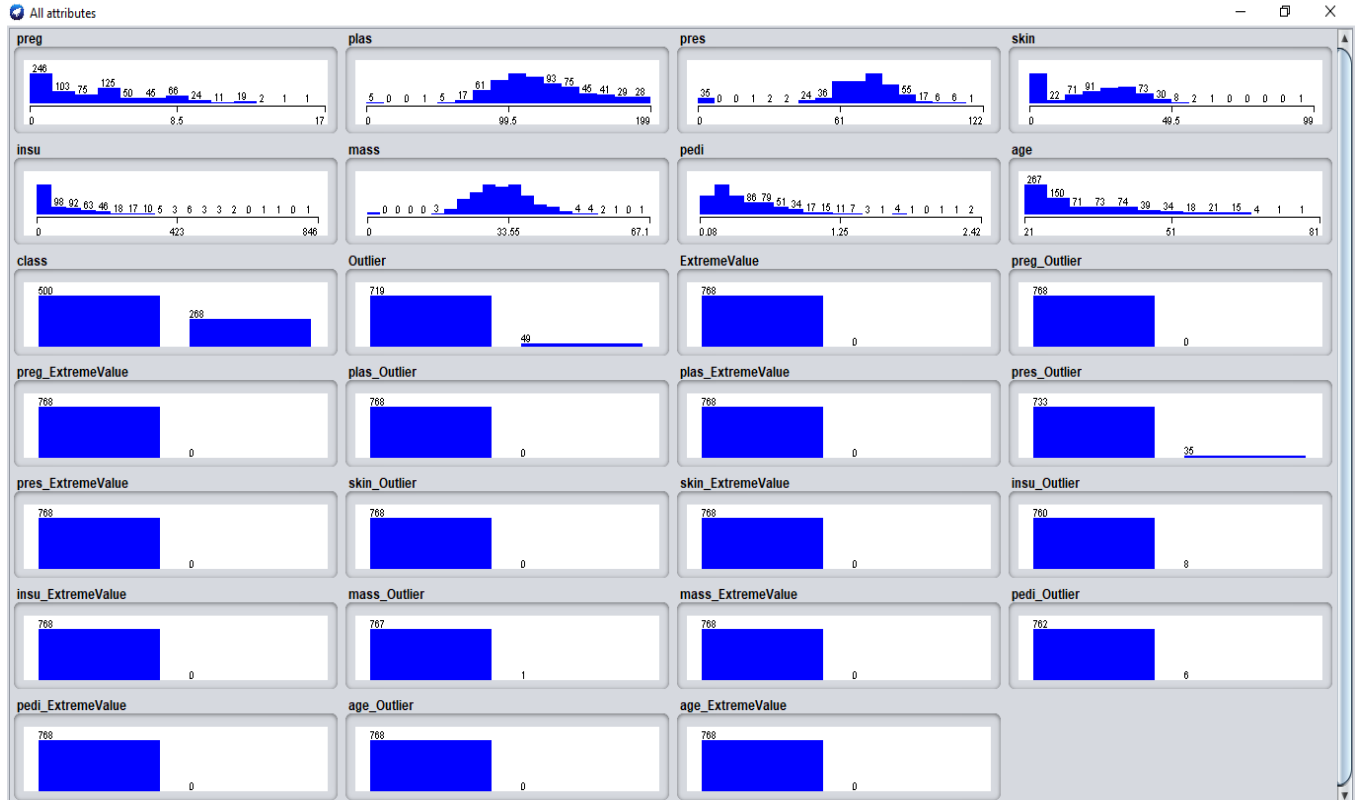 All attributes
preg plas pres skin
246 103 75 125 50 45 66 24 11 19 2 1 1
0 8.5 17
5 0 0 1 5 17 61 93 75 45 41 29 28
0 99.5 199
35 0 0 1 2 2 24 36 55 17 6 6 1
0 61 122
22 71 91 73 30 8 2 1 0 0 0 0 1
0 49.5 99
insu mass pedi age
98 92 63 46 18 17 10 5 3 6 3 3 2 0 1 1 0 1
0 423 846
0 0 0 0 3 4 4 2 1 0 1
0 33.55 67.1
86 79 51 34 17 15 11 7 3 1 4 1 0 1 1 2
0.08 1.25 2.42
267 150 71 73 74 39 34 18 21 15 4 1 1
21 51 81
class Outlier ExtremeValue preg_Outlier
500 268
719 49
768 0
768 0
preg_ExtremeValue plas_Outlier plas_ExtremeValue pres_Outlier
768 0
768 0
768 0
733 35
pres_ExtremeValue skin_Outlier skin_ExtremeValue insu_Outlier
768 0
768 0
768 0
760 8
insu_ExtremeValue mass_Outlier mass_ExtremeValue pedi_Outlier
768 0
767 1
768 0
762 6
pedi_ExtremeValue age_Outlier age_ExtremeValue
768 0
768 0
768 0